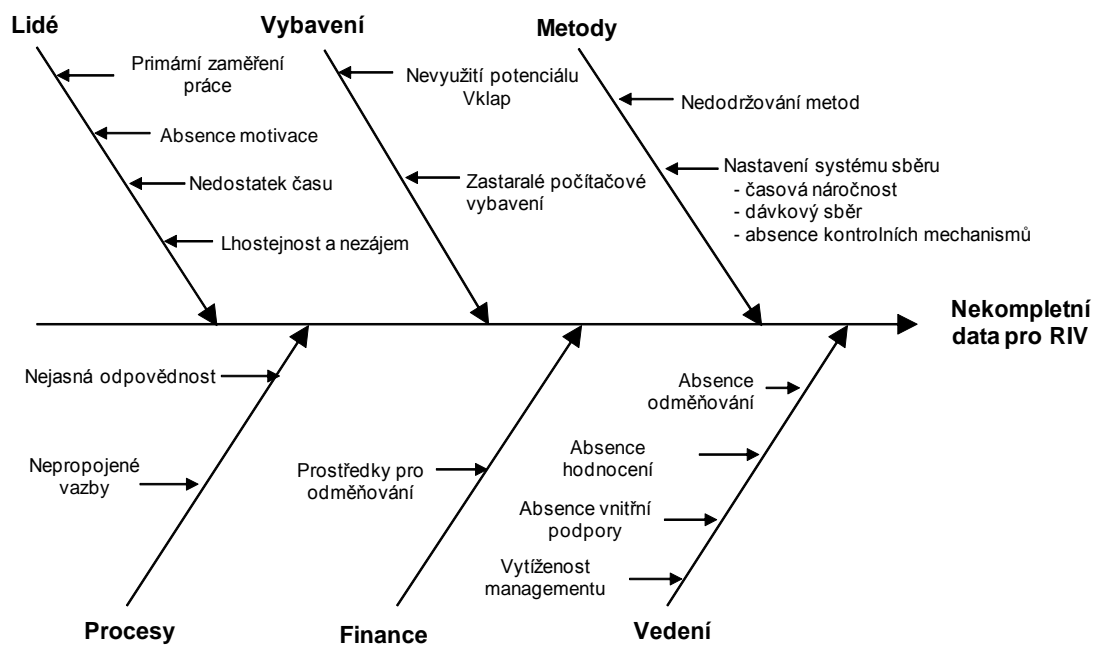 Lidé
Vybavení
Metody
Primární zaměření
práce
Absence motivace
Nedostatek času
Lhostejnost a nezájem
Nevyužití potenciálu
Vklap
Zastaralé počítačové
vybavení
Nedodržování metod
Nastavení systému sběru
- časová náročnost
- dávkový sběr
- absence kontrolních mechanismů
Nekompletní
data pro RIV
Nejasná odpovědnost
Nepropojené
vazby
Prostředky pro
odměňování
Absence
odměňování
Absence
hodnocení
Absence vnitřní
podpory
Vytíženost
managementu
Procesy
Finance
Vedení